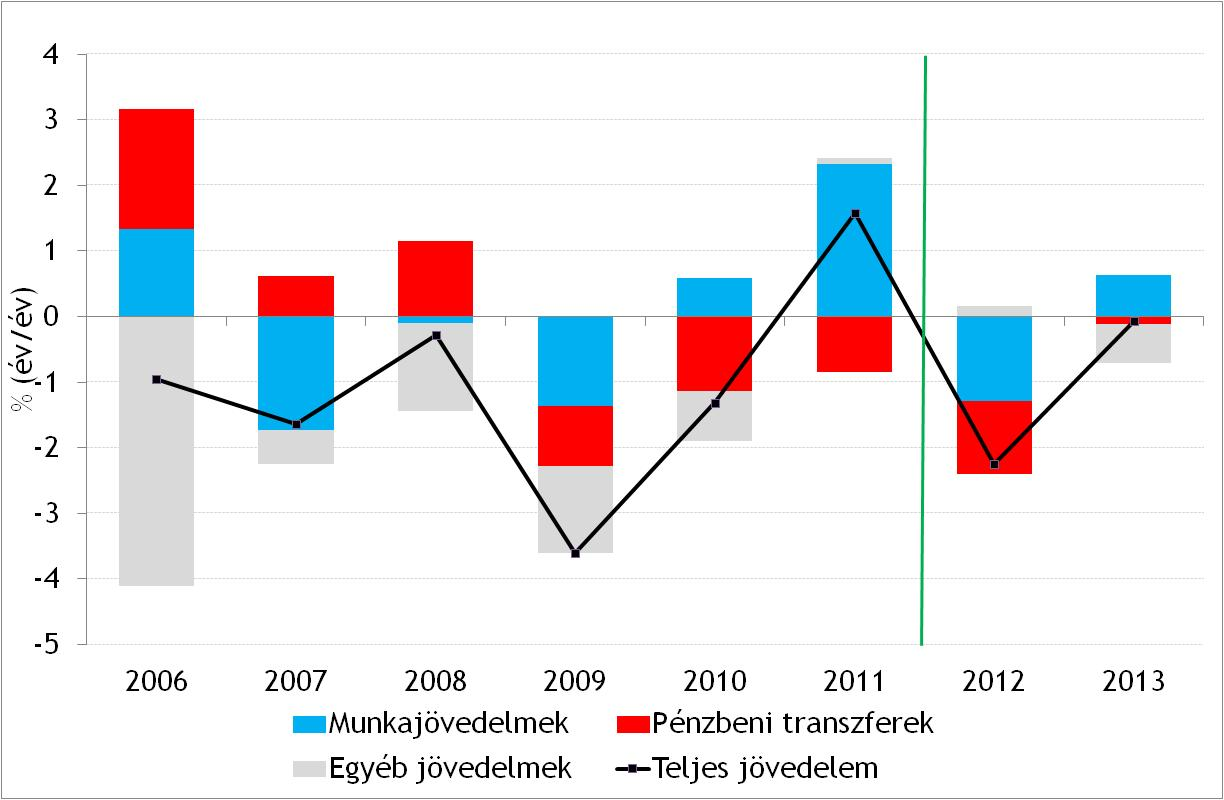 4
3
2
1
0
-1
-2
-3
-4
-5
% (év/év)
2006 2007 2008 2009 2010 2011 2012 2013
Munkajövedelmek Pénzbeni transzferek
Egyéb jövedelmek Teljes jövedelem